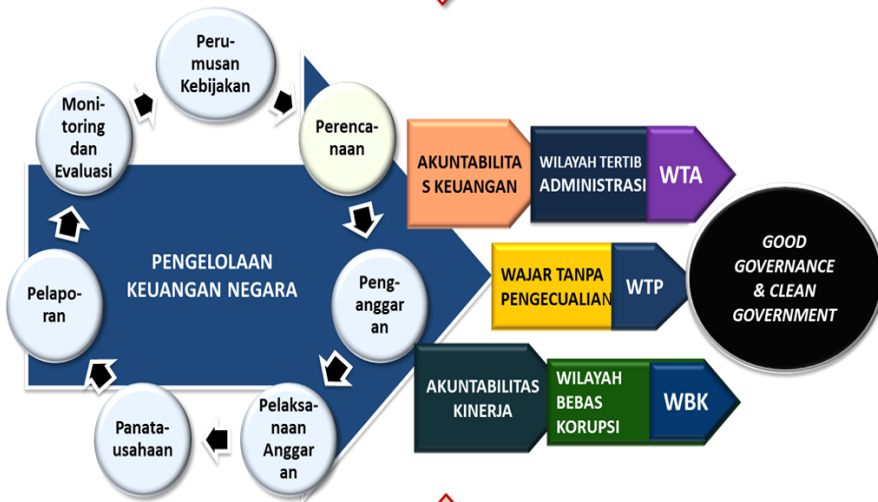 Peru-
musan
Kebijakan
Moni-
toring
dan
Evaluasi
Perenca-
naan
AKUNTABILITA
S KEUANGAN
WILAYAH TERTIB
ADMINISTRASI
WTA
PENGELOLAAN
KEUANGAN NEGARA
GOOD
GOVERNANCE
& CLEAN
GOVERNMENT
Pelapo-
ran
Peng-
anggar
an
WAJAR TANPA
PENGECUALIAN
WTP
AKUNTABILITAS
KINERJA
WILAYAH
BEBAS
KORUPSI
WBK
Panata-
usahaan
Pelaksa-
naan
Anggar
an